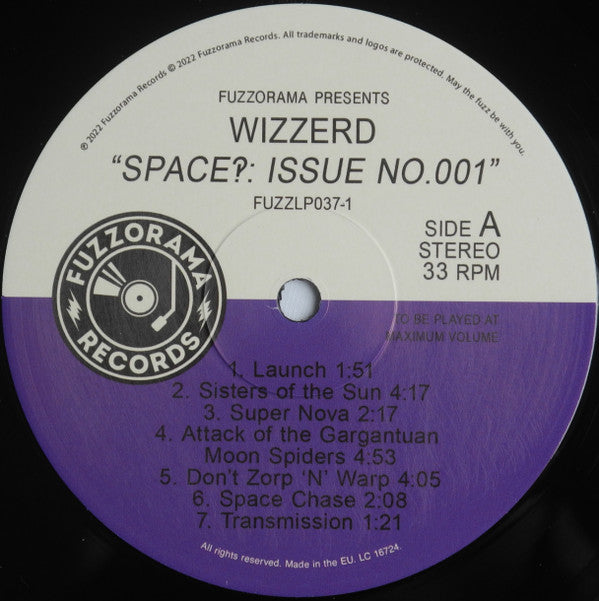 ℗ 2022 Fuzzorama Records © 2022 Fuzzorama Records. All trademarks and logos are protected. May the fuzz be with you.
FUZZORAMA PRESENTS
WIZZERD
“SPACE‽: ISSUE NO.001”
FUZZLP037-1
SIDE A
STEREO
33 RPM
FUZZORAMA
RECORDS
TO BE PLAYED AT
MAXIMUM VOLUME
1. Launch 1:51
2. Sisters of the Sun 4:17
3. Super Nova 2:17
4. Attack of the Gargantuan
Moon Spiders 4:53
5. Don't Zorp ‘N’ Warp 4:05
6. Space Chase 2:08
7. Transmission 1:21
All rights reserved. Made in the EU. LC 16724.